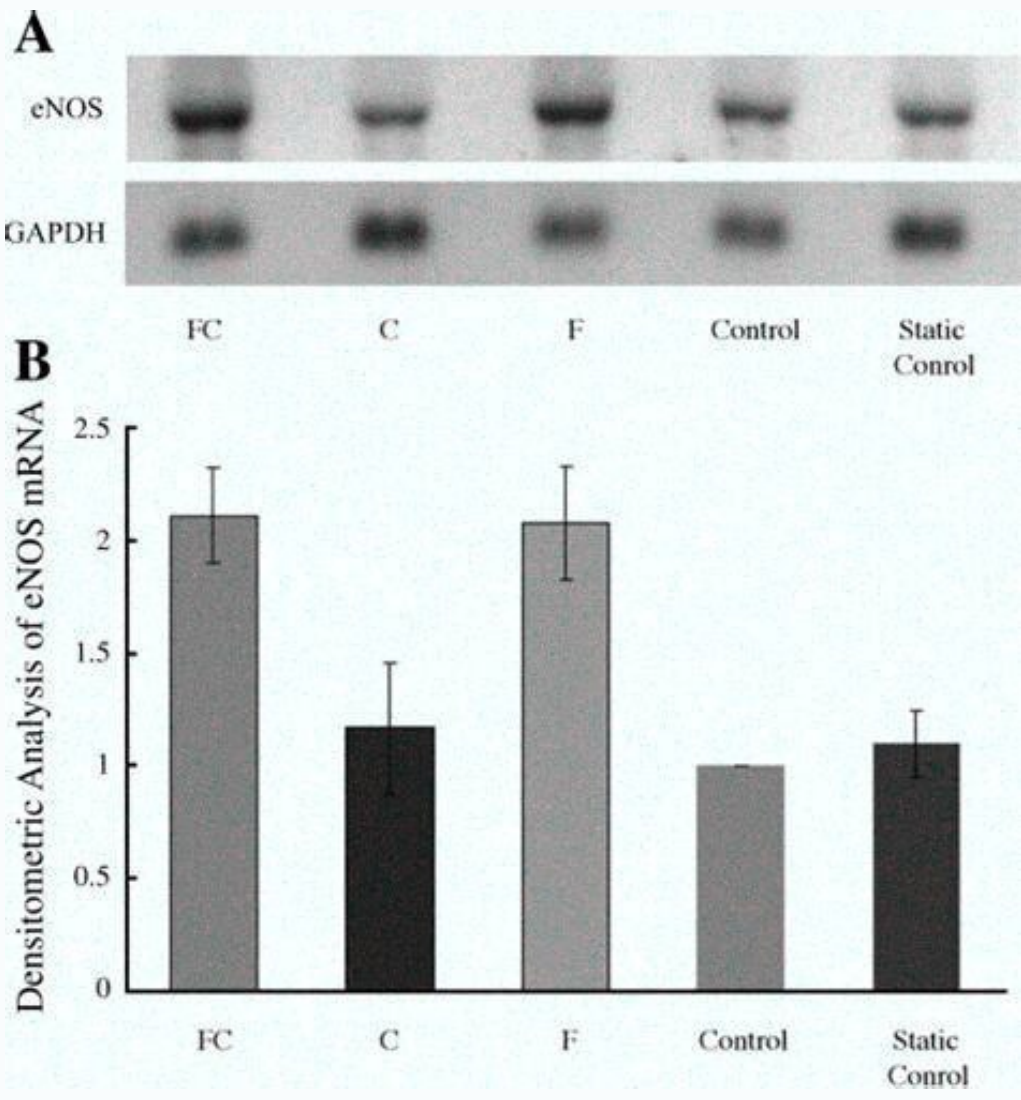 A
eNOS
GAPDH
FC C F Control Static
Conrol
B
Densitometric Analysis of eNOS mRNA
2.5
2
1.5
1
0.5
0
FC C F Control Static
Conrol